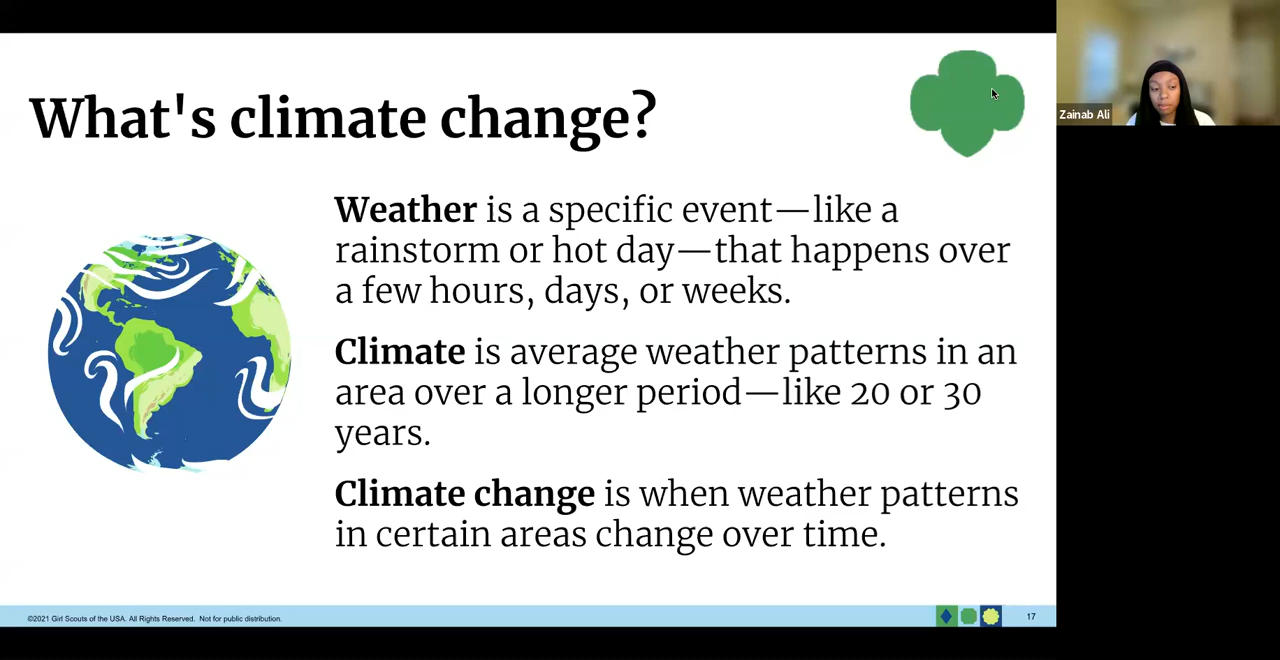 What's climate change?
Zainab Ali
Weather is a specific event—like a
rainstorm or hot day—that happens over
a few hours, days, or weeks.
Climate is average weather patterns in an
area over a longer period—like 20 or 30
years.
Climate change is when weather patterns
in certain areas change over time.
©2021 Girl Scouts of the USA. All Rights Reserved. Not for public distribution.
17